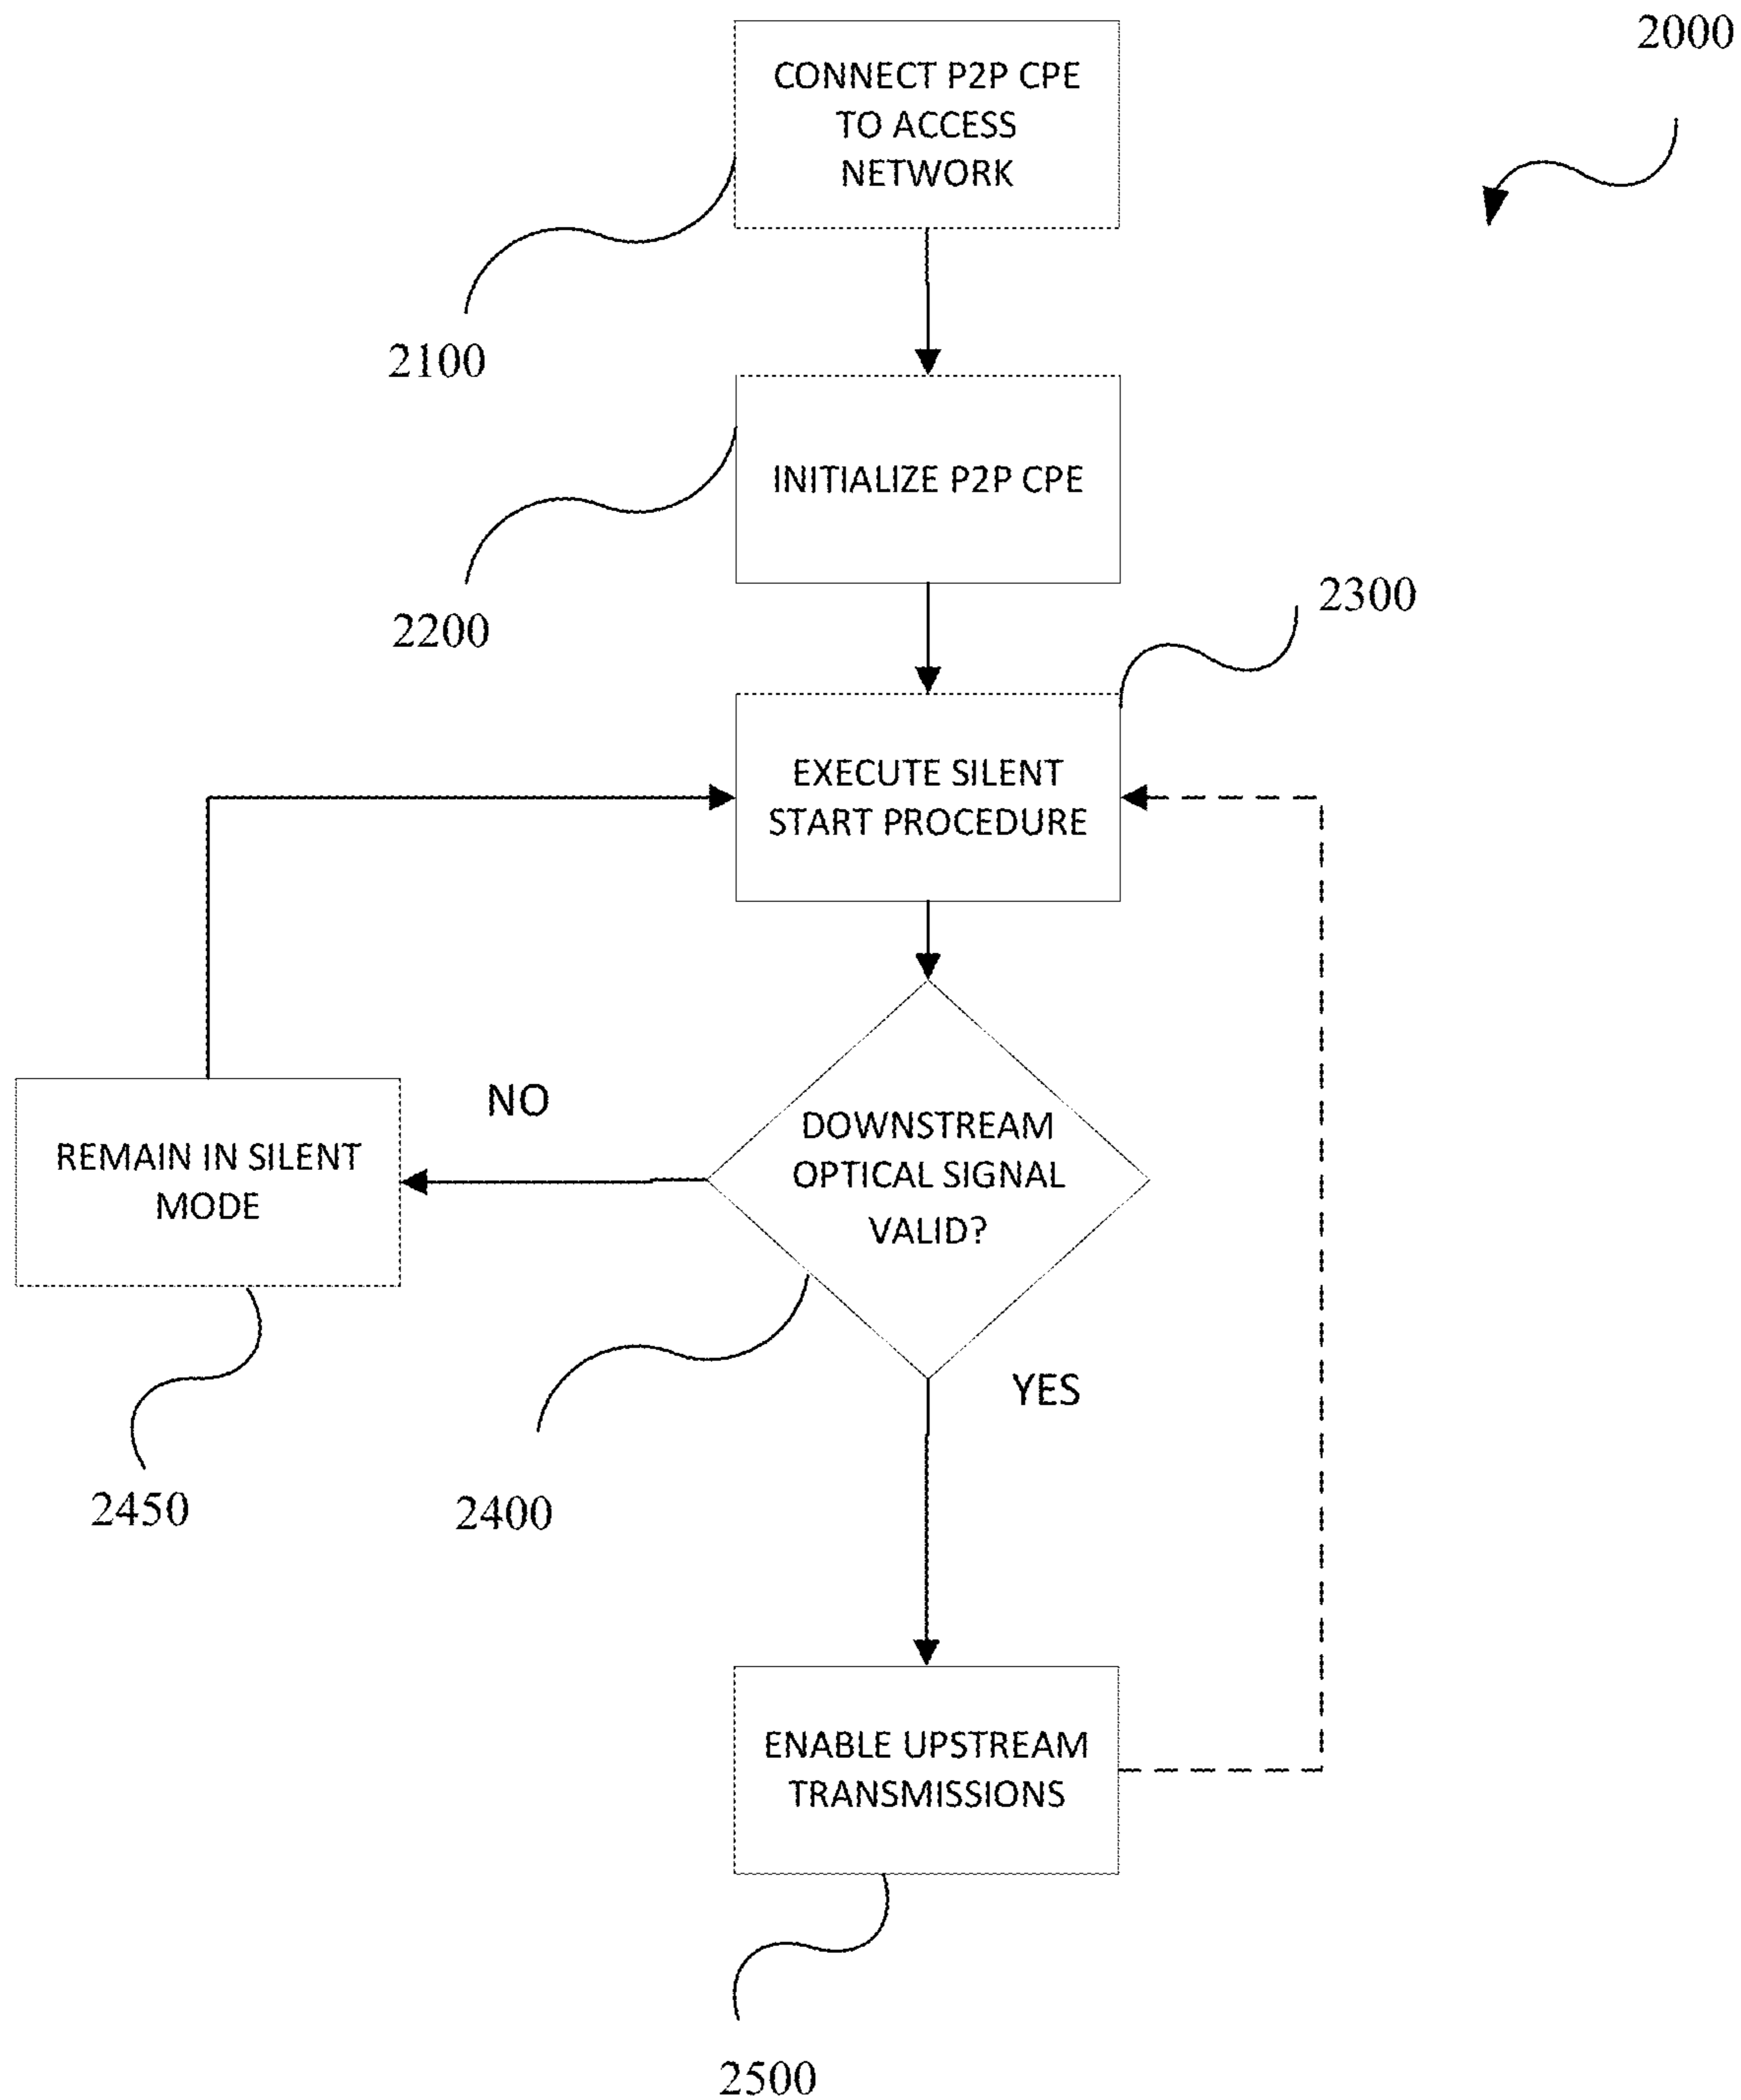 2000
CONNECT P2P CPE
TO ACCESS
NETWORK
2100
INITIALIZE P2P CPE
2200
2300
EXECUTE SILENT
START PROCEDURE
NO
REMAIN IN SILENT
MODE
DOWNSTREAM
OPTICAL SIGNAL
VALID?
YES
2450
2400
ENABLE UPSTREAM
TRANSMISSIONS
2500